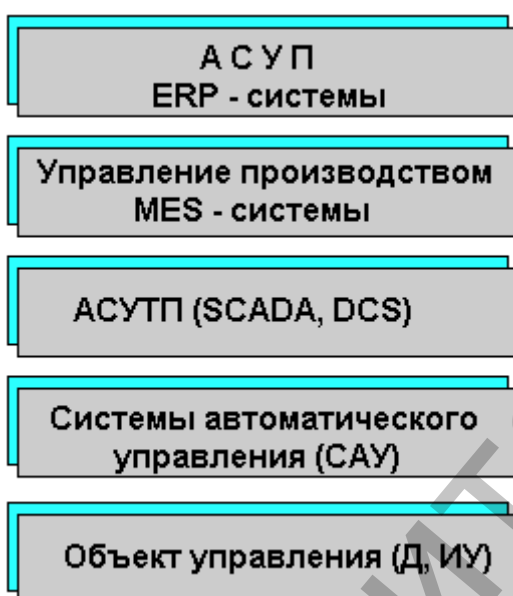 А С У П
ERP - системы
Управление производством
MES - системы
АСУТП (SCADA, DCS)
Системы автоматического
управления (САУ)
Объект управления (Д, ИУ)